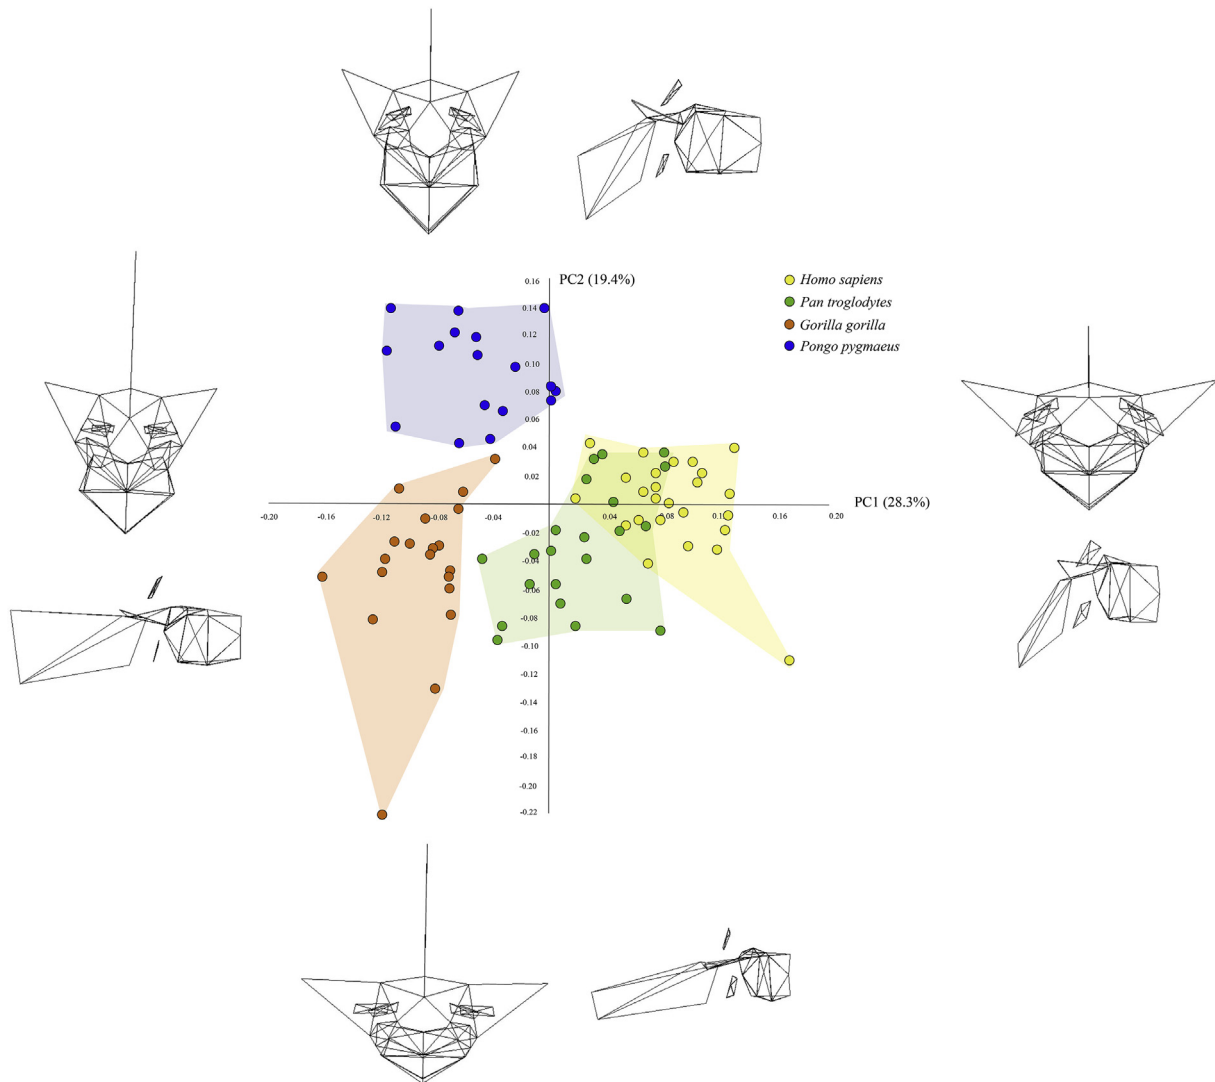 PC2 (19.4%)
0.16
0.14
0.12
0.10
0.08
0.06
0.04
0.02
Homo sapiens
Pan troglodytes
Gorilla gorilla
Pongo pygmaeus
PC1 (28.3%)
-0.20 -0.12 -0.08 -0.04 0.04 0.08 0.16 0.20
-0.02
-0.04
-0.06
-0.08
-0.10
-0.12
-0.14
-0.16
-0.18
-0.20
-0.22